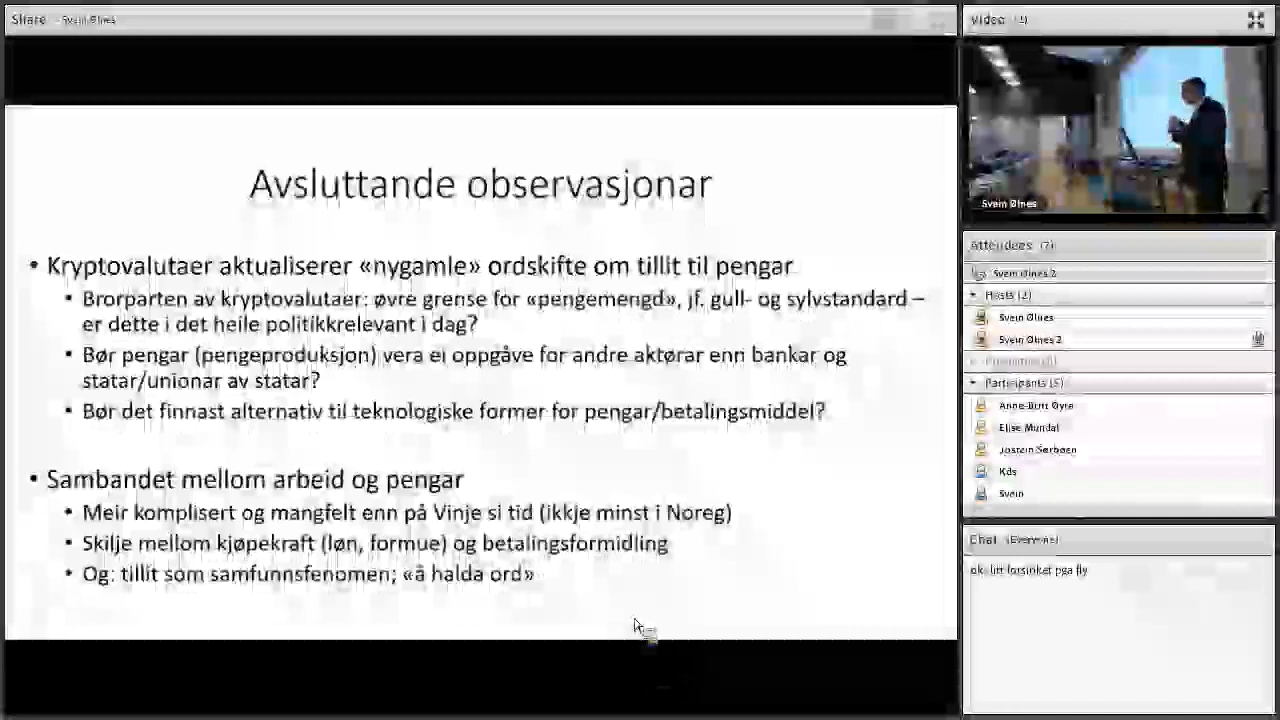 Share - Svein Ølnes
Avsluttande observasjonar
• Kryptovalutaer aktualiserer «nygamle» ordskifte om tillit til pengar
• Brorparten av kryptovalutaer: øvre grense for «pengemengd», jf. gull- og sylvstandard –
er dette i det heile politikkrelevant i dag?
• Bør pengar (pengeproduksjon) vera ei oppgåve for andre aktørar enn bankar og
statar/unionar av statar?
• Bør det finnast alternativ til teknologiske former for pengar/betalingsmiddel?
• Sambandet mellom arbeid og pengar
• Meir komplisert og mangfelt enn på Vinje si tid (ikkje minst i Noreg)
• Skilje mellom kjøpekraft (løn, formue) og betalingsformidling
• Og: tillit som samfunnsfenomen; «å halda ord»
Video
Svein Ølnes
Attendees (7)
Svein Ølnes 2
Hosts (2)
Svein Ølnes
Svein Ølnes 2
Participants (5)
Anne-Britt Øyra
Elise Mundal
Jostein Sørbøen
Kds
Svein
Chat (Everyone)
ok. litt forsinket pga fly